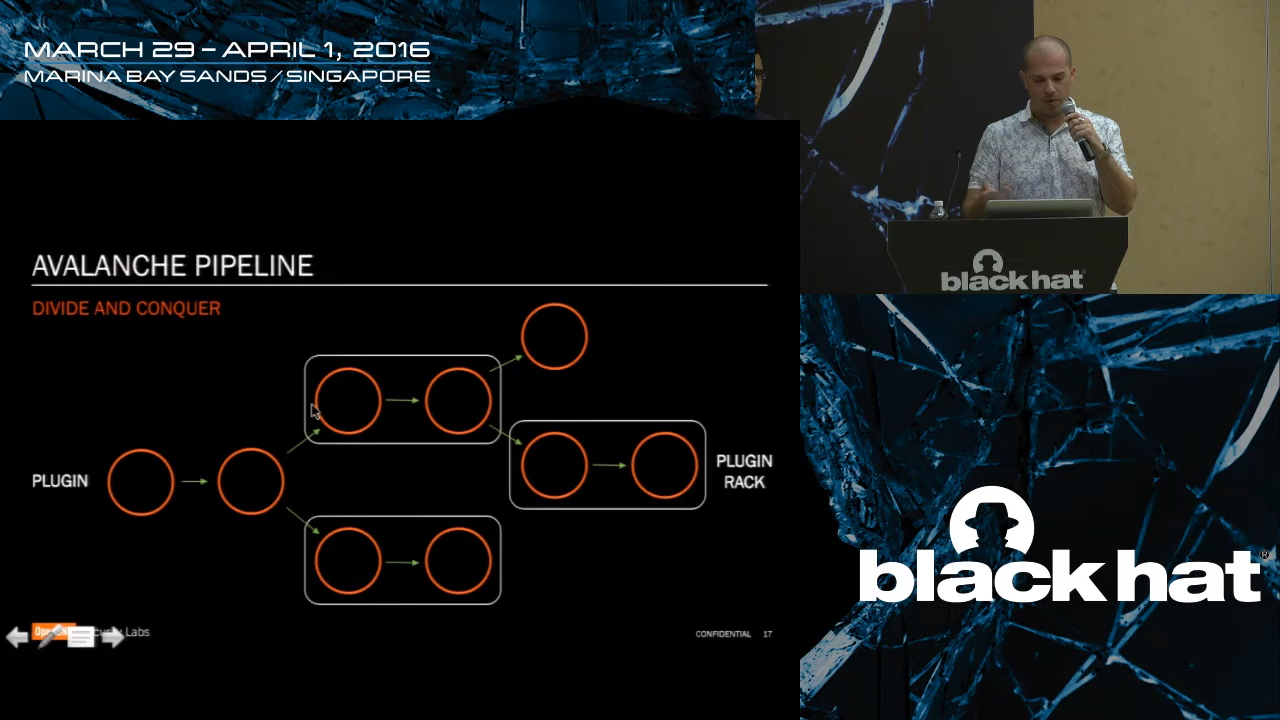 MARCH 29 – APRIL 1, 2016
MARINA BAY SANDS / SINGAPORE
black hat
AVALANCHE PIPELINE
DIVIDE AND CONQUER
PLUGIN
PLUGIN
RACK
Labs
CONFIDENTIAL 17
black hat®